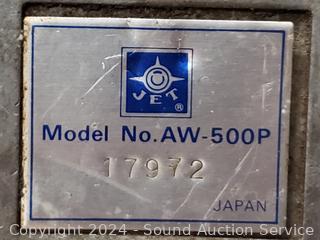 JET
®
Model No. AW-500P
17972
JAPAN
Copyright © 2024 - Sound Auction Service